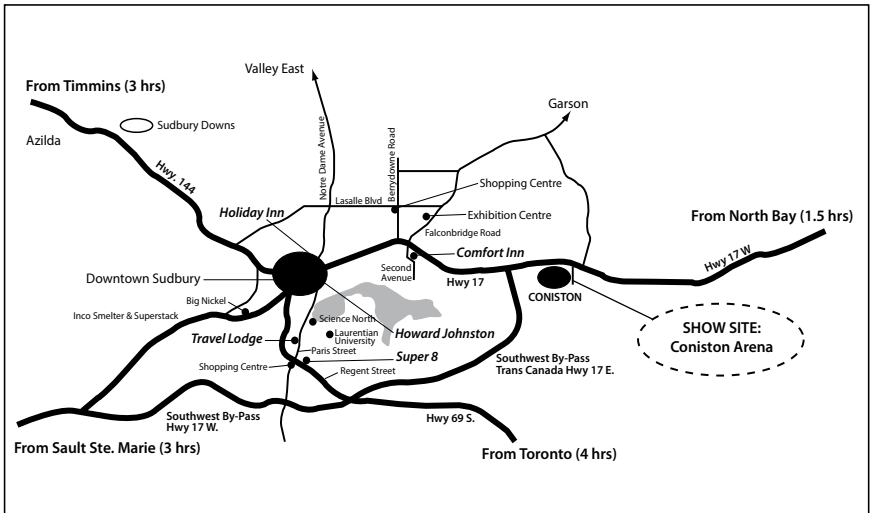 Valley East
From Timmins (3 hrs)
Garson
Sudbury Downs
Azilda
Notre Dame Avenue
Berrydowne Road
Hwy. 144
Shopping Centre
Lasalle Blvd
Holiday Inn
Exhibition Centre
From North Bay (1.5 hrs)
Falconbridge Road
Comfort Inn
Hwy 17 W
Second
Avenue
Downtown Sudbury
Hwy 17
CONISTON
Big Nickel
Inco Smelter & Superstack
Science North
SHOW SITE:
Coniston Arena
Laurentian
University
Howard Johnston
Travel Lodge
Paris Street
Super 8
Shopping Centre
Regent Street
Southwest By-Pass
Trans Canada Hwy 17 E.
Southwest By-Pass
Hwy 17 W.
Hwy 69 S.
From Sault Ste. Marie (3 hrs)
From Toronto (4 hrs)